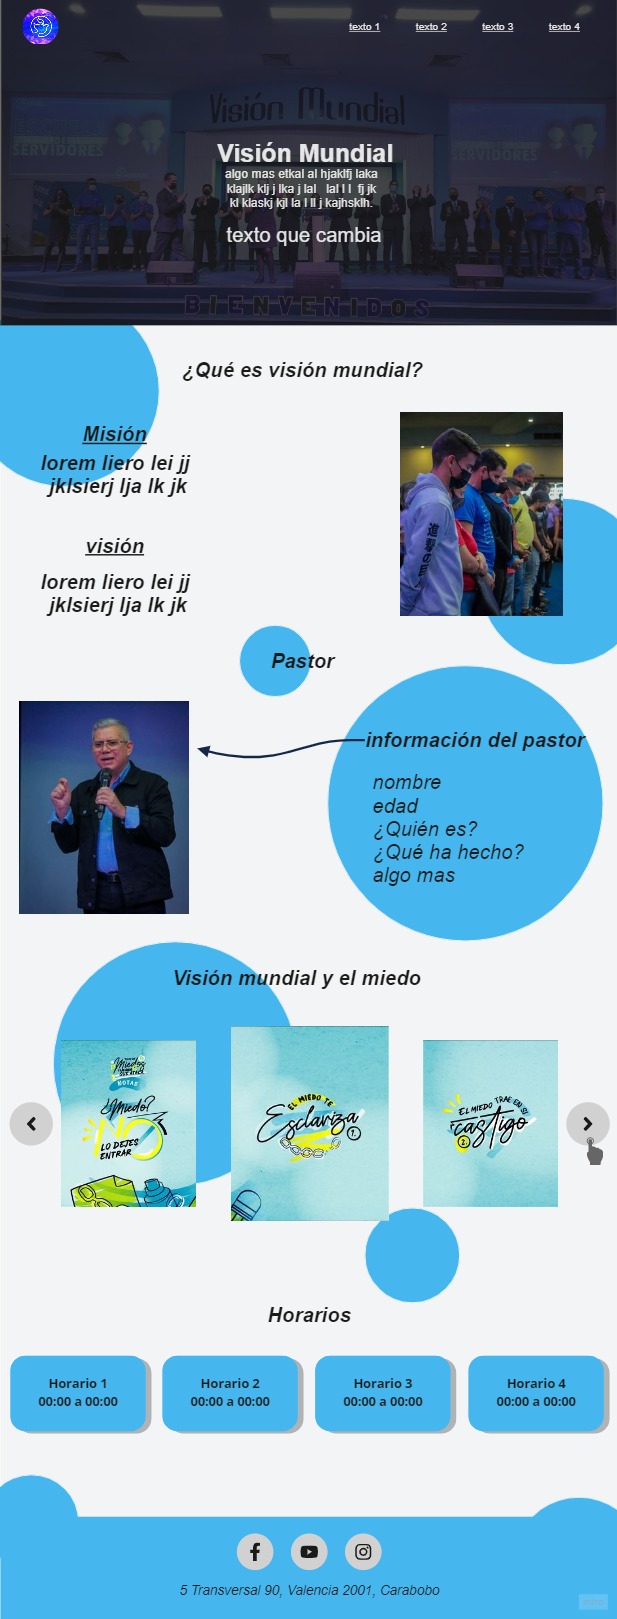 texto 1 texto 2 texto 3 texto 4
Visión Mundial
SERVIDORES
Visión Mundial
algo mas etkal al hjaklfj laka
klajlk klj j lka j lal lal l l fj jk
kl klaskj kjl la l ll j kajhsklh.
texto que cambia
BIENVENIDOS
¿Qué es visión mundial?
Misión
lorem liero lei jj
jklsierj lja lk jk
visión
lorem liero lei jj
jklsierj lja lk jk
Pastor
información del pastor
nombre
edad
¿Quién es?
¿Qué ha hecho?
algo mas
Visión mundial y el miedo
Miedos
NOTAS
¿Miedo?
NO
LO DEJES
ENTRAR
EL MIEDO TE
Esclaviza
1.
EL MIEDO TRAE EN SI
castigo
2.
Horarios
Horario 1
00:00 a 00:00
Horario 2
00:00 a 00:00
Horario 3
00:00 a 00:00
Horario 4
00:00 a 00:00
5 Transversal 90, Valencia 2001, Carabobo